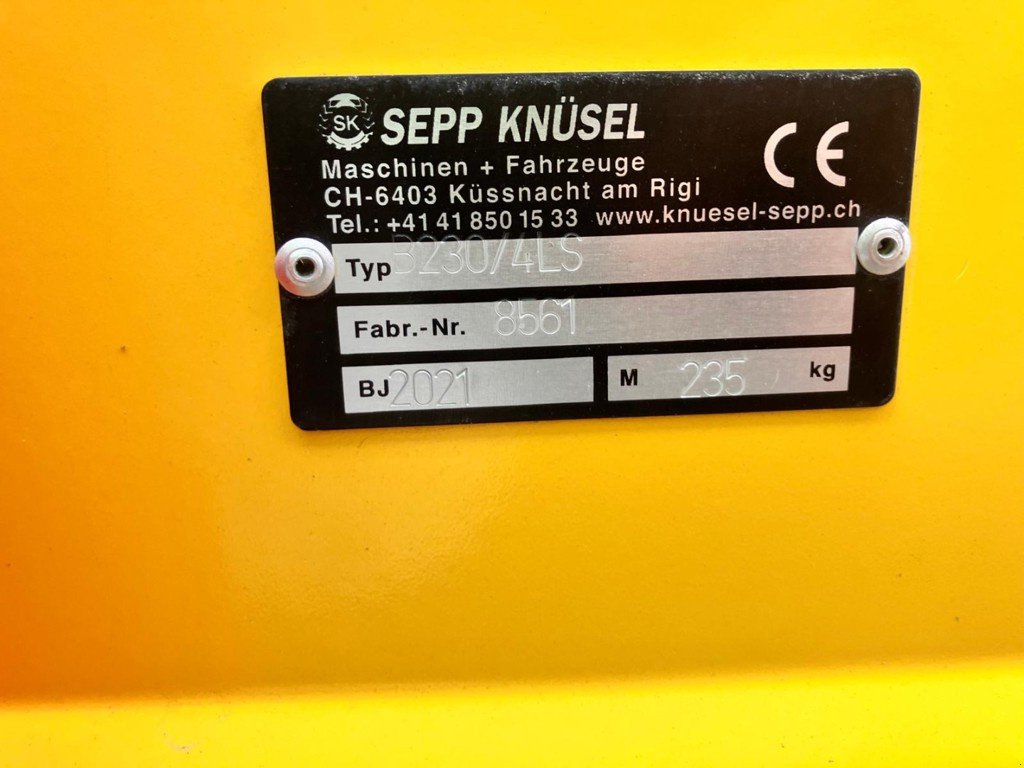 SK SEPP KNÜSEL
Maschinen + Fahrzeuge
CH-6403 Küssnacht am Rigi
Tel.: +41 41 850 15 33 www.knuesel-sepp.ch
CE
Typ B230/4LS
Fabr.-Nr. 8561
BJ 2021 M 235 kg